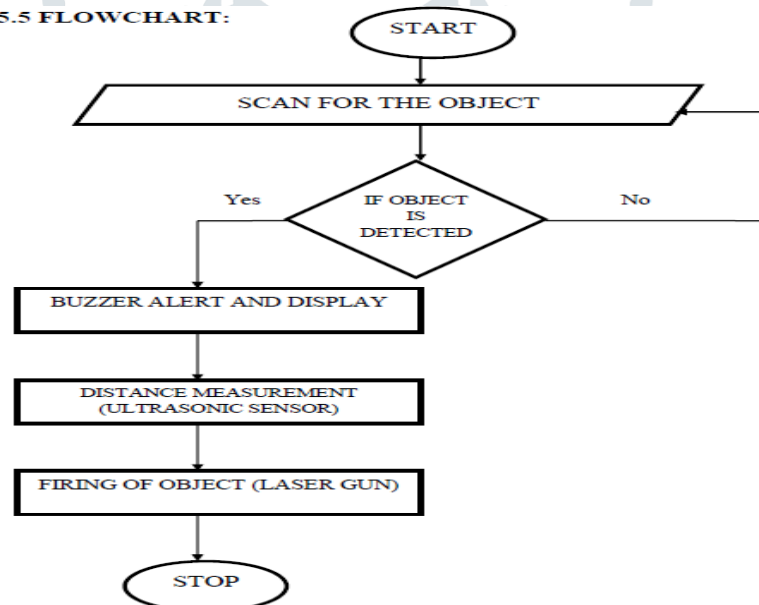 5.5 FLOWCHART:
START
SCAN FOR THE OBJECT
Yes
IF OBJECT
IS
DETECTED
No
BUZZER ALERT AND DISPLAY
DISTANCE MEASUREMENT
(ULTRASONIC SENSOR)
FIRING OF OBJECT (LASER GUN)
STOP